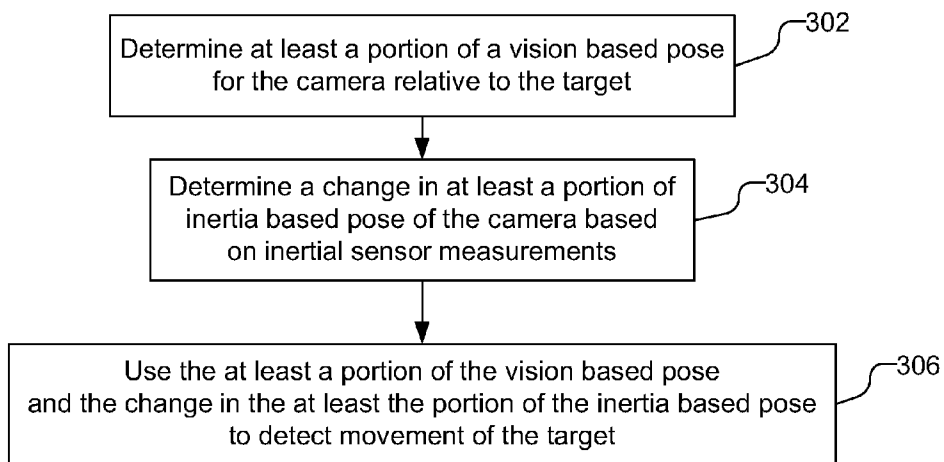 Determine at least a portion of a vision based pose
for the camera relative to the target
302
Determine a change in at least a portion of
inertia based pose of the camera based
on inertial sensor measurements
304
Use the at least a portion of the vision based pose
and the change in the at least the portion of the inertia based pose
to detect movement of the target
306